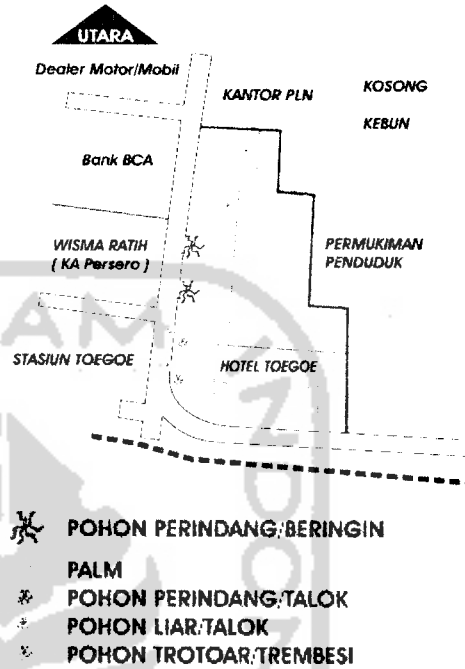 UTARA
Dealer Motor/Mobil
KANTOR PLN
KOSONG
KEBUN
Bank BCA
WISMA RATIH
( KA Persero )
PERMUKIMAN
PENDUDUK
STASIUN TOEGOE
HOTEL TOEGOE
POHON PERINDANG/BERINGIN
PALM
POHON PERINDANG/TALOK
POHON LIAR/TALOK
POHON TROTOAR/TREMBESI